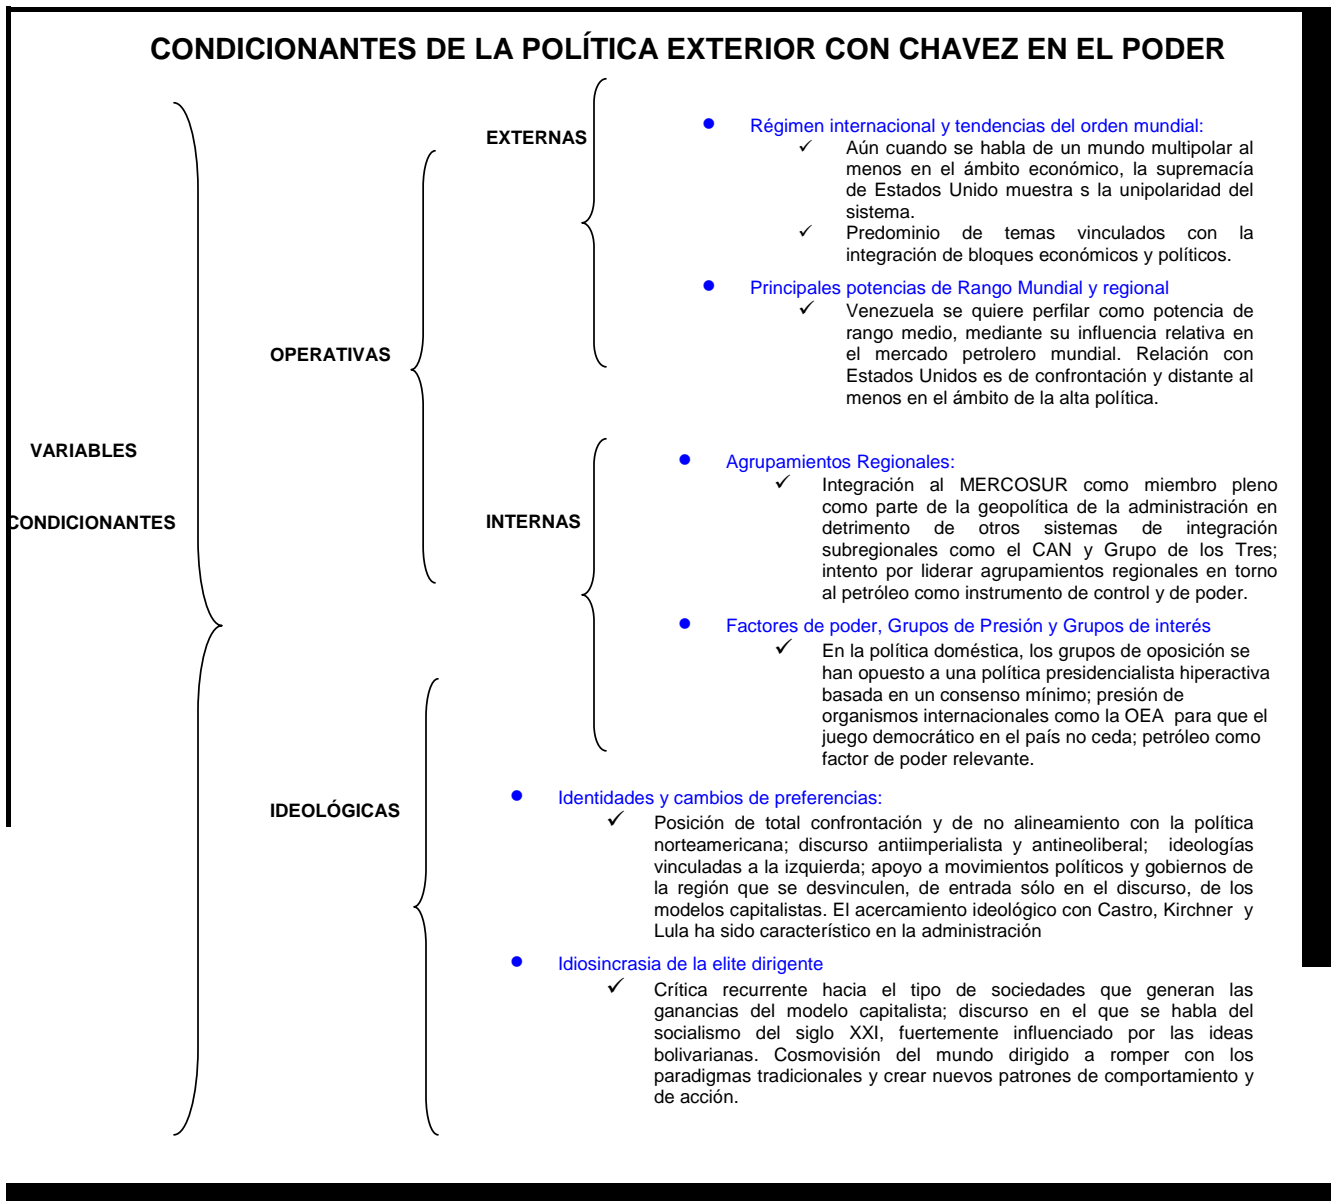 CONDICIONANTES DE LA POLÍTICA EXTERIOR CON CHAVEZ EN EL PODER
VARIABLES
CONDICIONANTES
OPERATIVAS
EXTERNAS
• Régimen internacional y tendencias del orden mundial:
✓ Aún cuando se habla de un mundo multipolar al
menos en el ámbito económico, la supremacía
de Estados Unido muestra s la unipolaridad del
sistema.
✓ Predominio de temas vinculados con la
integración de bloques económicos y políticos.
• Principales potencias de Rango Mundial y regional
✓ Venezuela se quiere perfilar como potencia de
rango medio, mediante su influencia relativa en
el mercado petrolero mundial. Relación con
Estados Unidos es de confrontación y distante al
menos en el ámbito de la alta política.
INTERNAS
• Agrupamientos Regionales:
✓ Integración al MERCOSUR como miembro pleno
como parte de la geopolítica de la administración en
detrimento de otros sistemas de integración
subregionales como el CAN y Grupo de los Tres;
intento por liderar agrupamientos regionales en torno
al petróleo como instrumento de control y de poder.
• Factores de poder, Grupos de Presión y Grupos de interés
✓ En la política doméstica, los grupos de oposición se
han opuesto a una política presidencialista hiperactiva
basada en un consenso mínimo; presión de
organismos internacionales como la OEA para que el
juego democrático en el país no ceda; petróleo como
factor de poder relevante.
IDEOLÓGICAS
• Identidades y cambios de preferencias:
✓ Posición de total confrontación y de no alineamiento con la política
norteamericana; discurso antiimperialista y antineoliberal; ideologías
vinculadas a la izquierda; apoyo a movimientos políticos y gobiernos de
la región que se desvinculen, de entrada sólo en el discurso, de los
modelos capitalistas. El acercamiento ideológico con Castro, Kirchner y
Lula ha sido característico en la administración
• Idiosincrasia de la elite dirigente
✓ Crítica recurrente hacia el tipo de sociedades que generan las
ganancias del modelo capitalista; discurso en el que se habla del
socialismo del siglo XXI, fuertemente influenciado por las ideas
bolivarianas. Cosmovisión del mundo dirigido a romper con los
paradigmas tradicionales y crear nuevos patrones de comportamiento y
de acción.